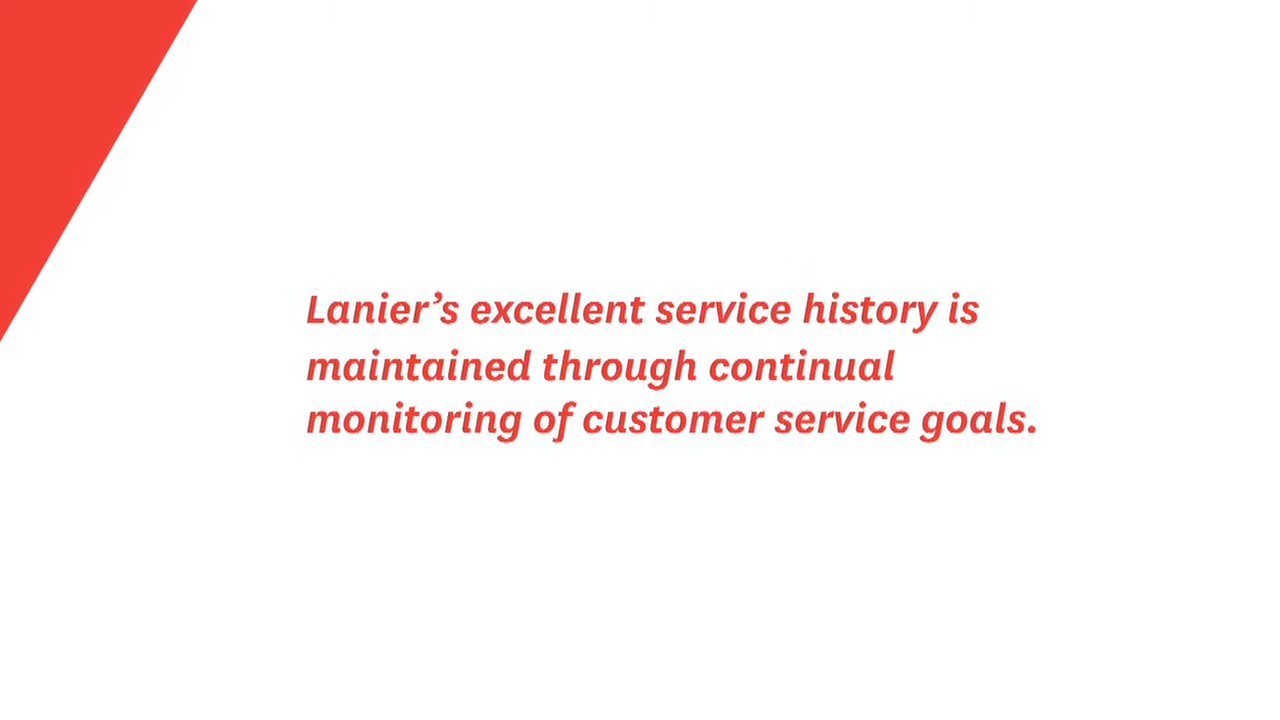 Lanier’s excellent service history is
maintained through continual
monitoring of customer service goals.